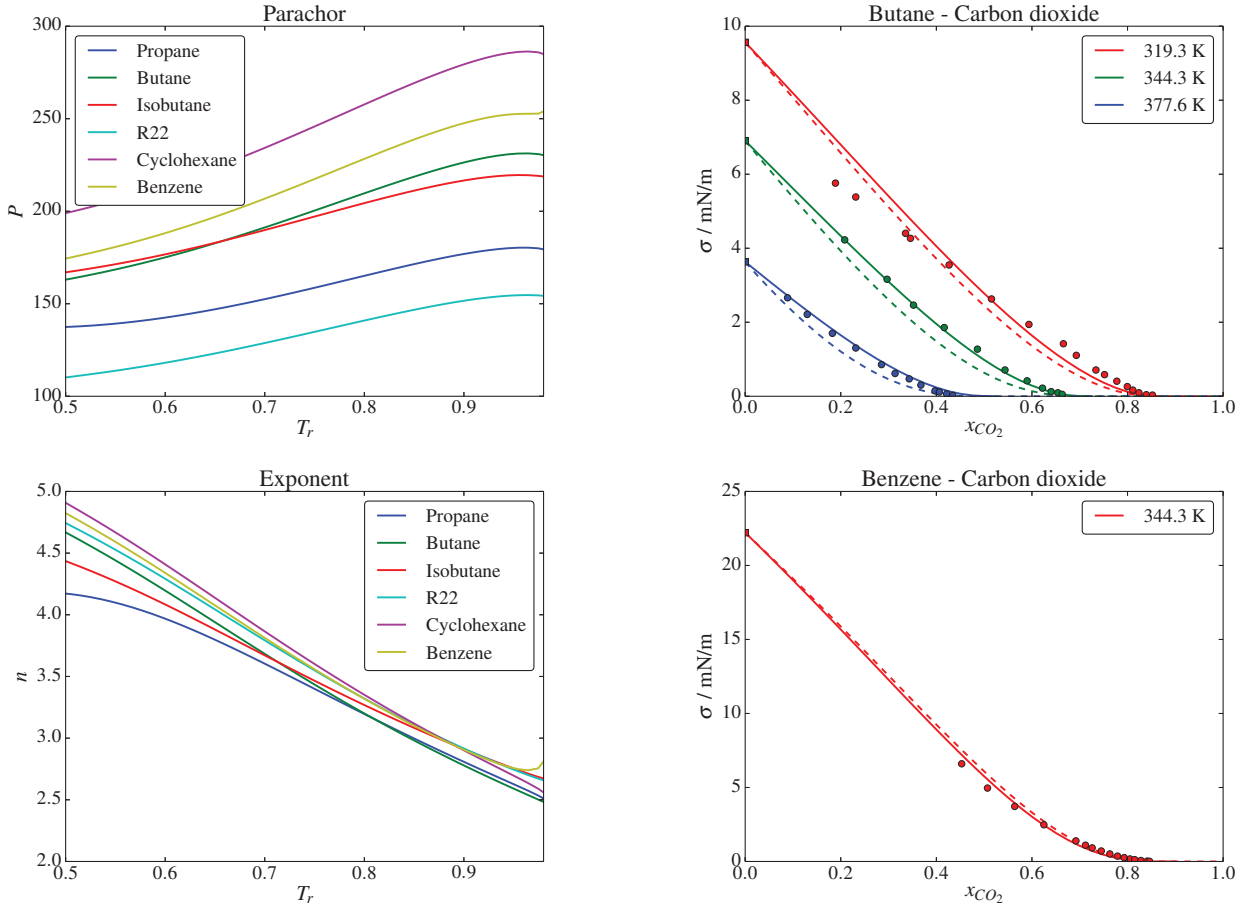 Parachor
300
250
200
150
100
P
Propane
Butane
Isobutane
R22
Cyclohexane
Benzene
0.5 0.6 0.7 0.8 0.9
T_r
Butane - Carbon dioxide
10
8
6
4
2
0
σ / mN/m
319.3 K
344.3 K
377.6 K
0.0 0.2 0.4 0.6 0.8 1.0
x_{CO_2}
Exponent
5.0
4.5
4.0
3.5
3.0
2.5
2.0
n
Propane
Butane
Isobutane
R22
Cyclohexane
Benzene
0.5 0.6 0.7 0.8 0.9
T_r
Benzene - Carbon dioxide
25
20
15
10
5
0
σ / mN/m
344.3 K
0.0 0.2 0.4 0.6 0.8 1.0
x_{CO_2}